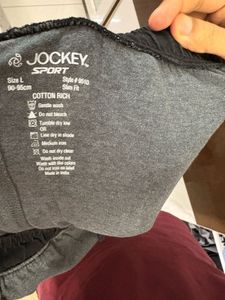 JOCKEY
SPORT
Size L Style # 9510
90-95cm Slim Fit
COTTON RICH
Gentle wash
Do not bleach
Tumble dry low
OR
Line dry in shade
Medium iron
Do not dry clean
Wash inside out
Wash with like colors
Do not iron on label
Made in India